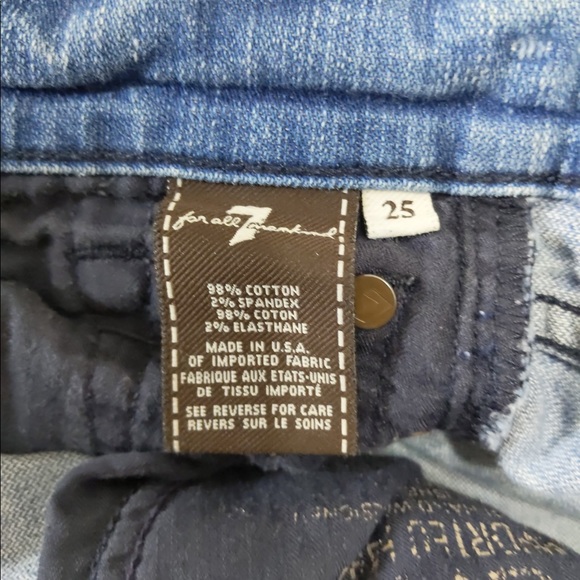 for all 7 mankind
25
98% COTTON
2% SPANDEX
98% COTON
2% ELASTHANE
MADE IN U.S.A.
OF IMPORTED FABRIC
FABRIQUE AUX ETATS-UNIS
DE TISSU IMPORTÉ
SEE REVERSE FOR CARE
REVERS SUR LE SOINS